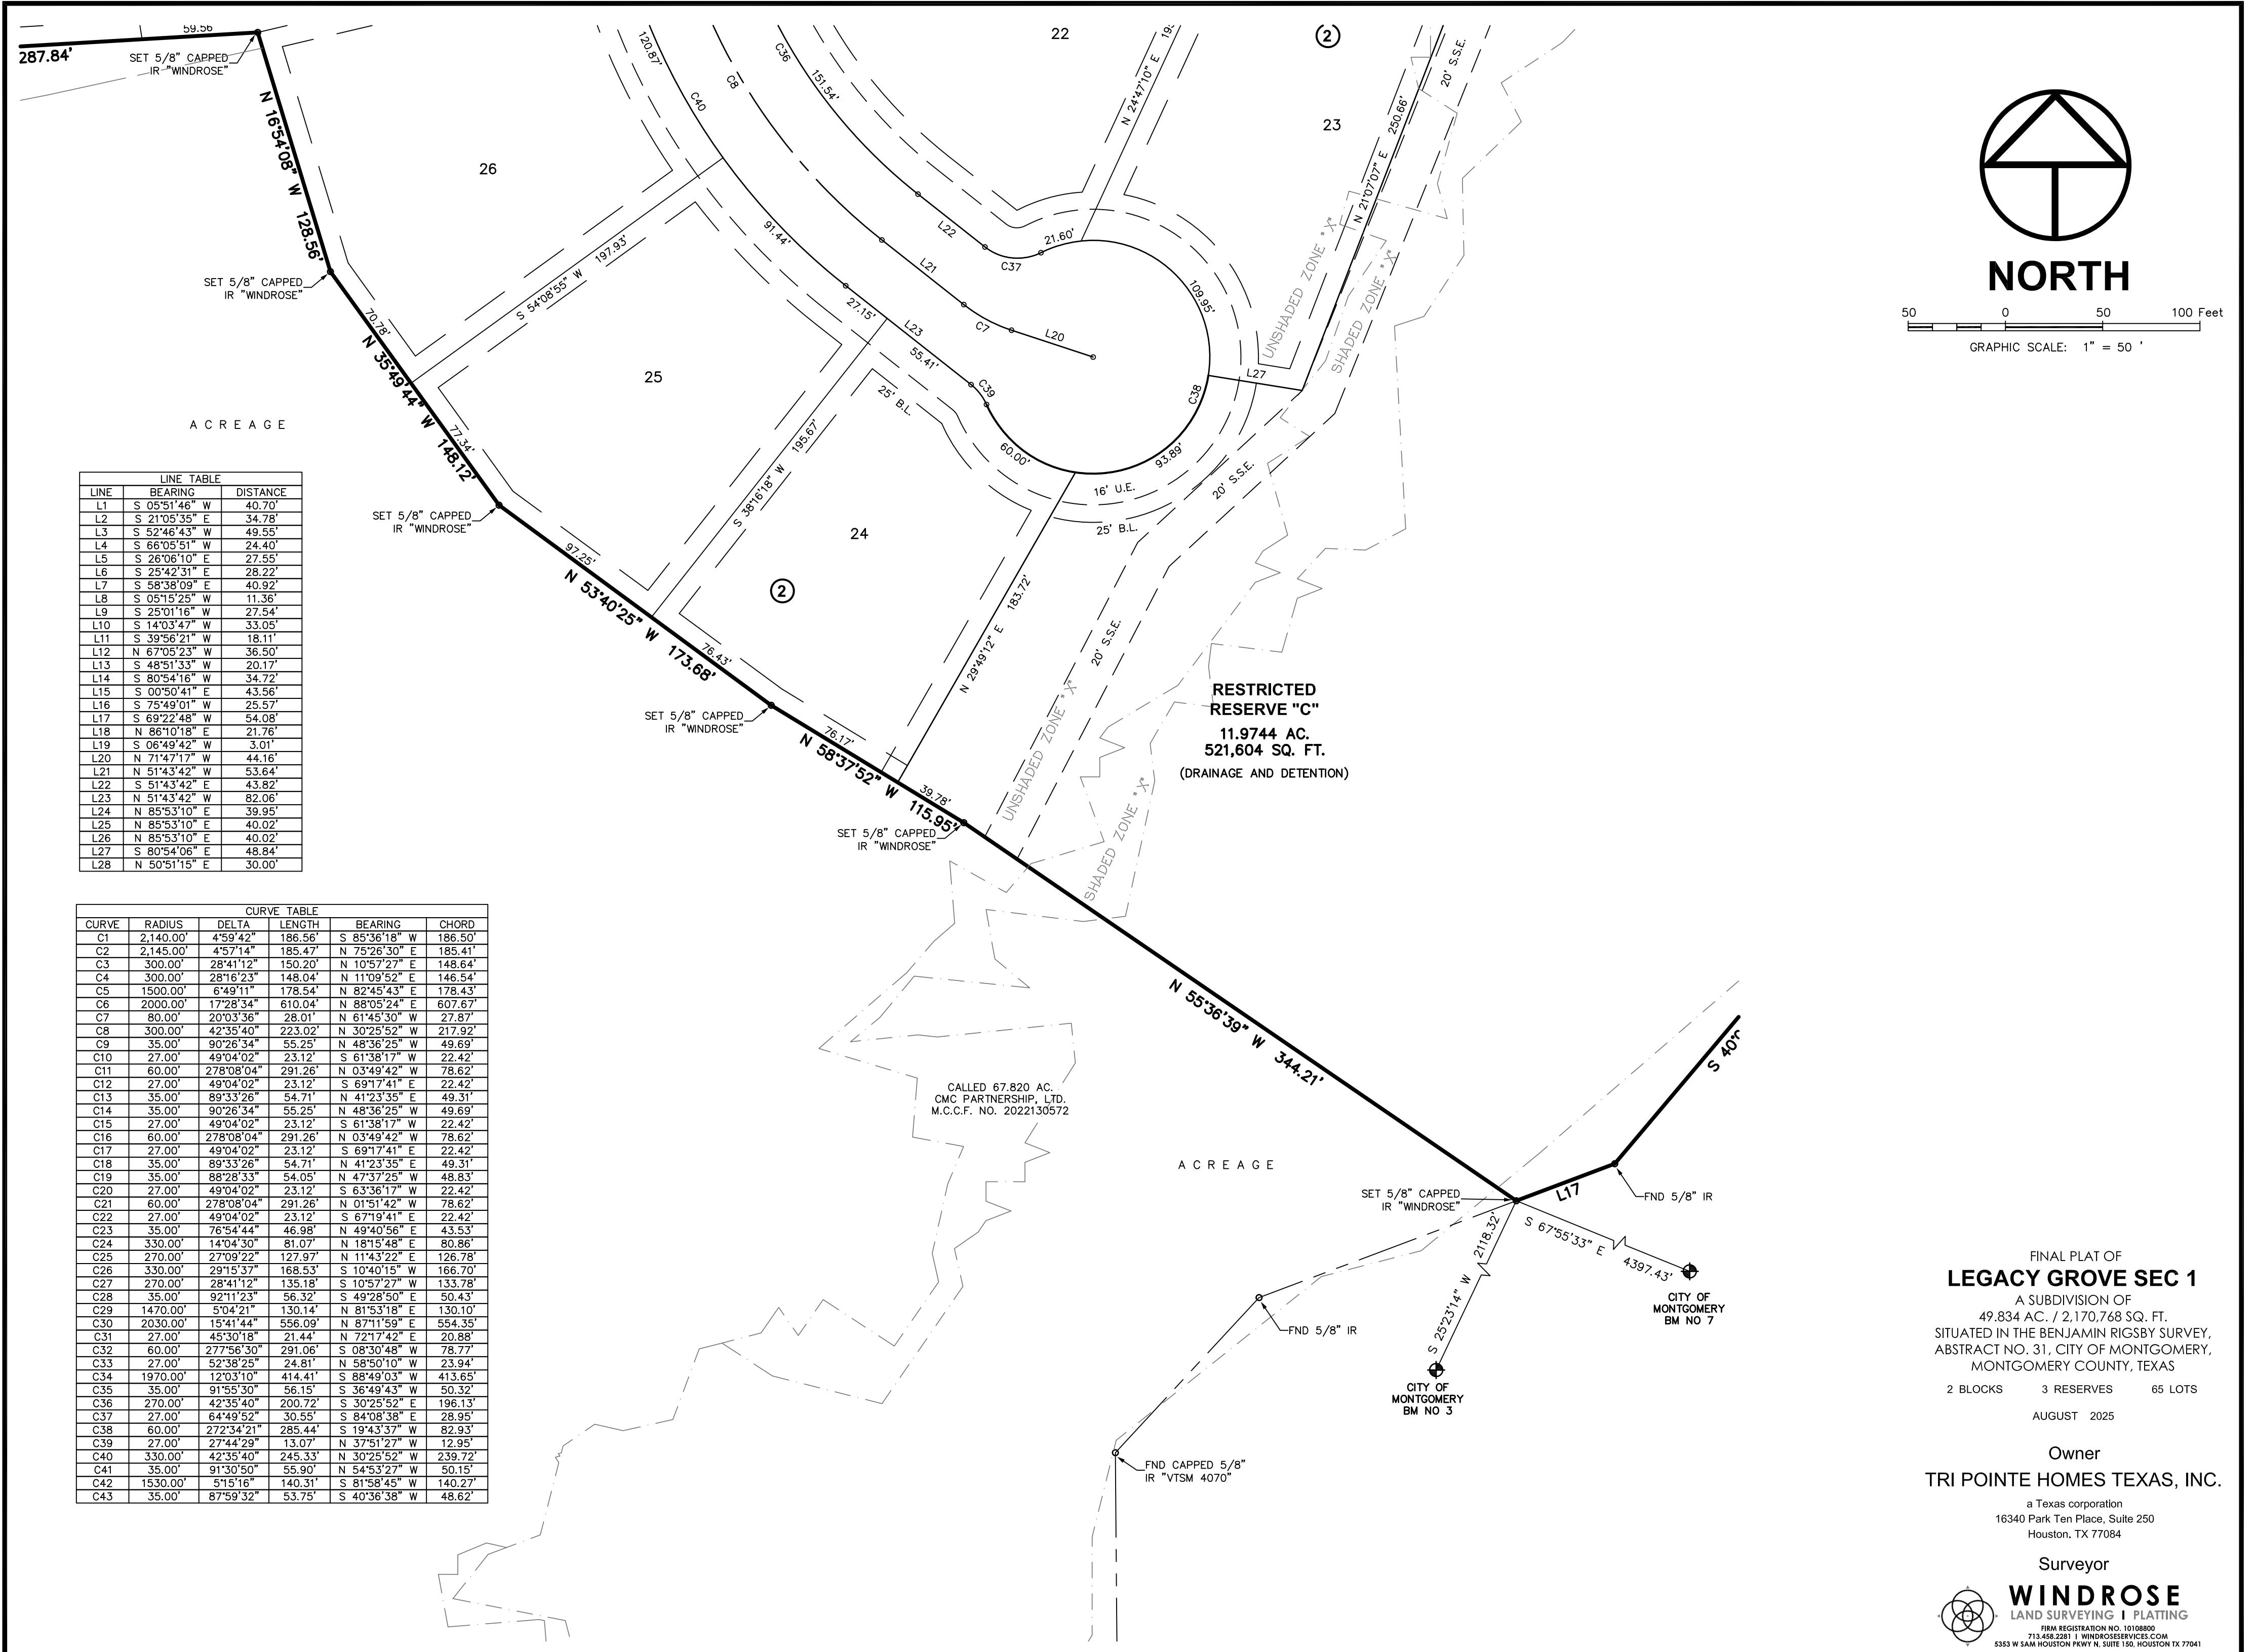 59.56
287.84'
SET 5/8" CAPPED
IR "WINDROSE"
N 16°54'08" W 128.56'
SET 5/8" CAPPED
IR "WINDROSE"
26
120.87'
C40
C8
C36
151.54'
22
N 24°47'10" E
2
23
250.66'
N 21°07'07" E
20' S.S.E.
91.44'
S 54°08'55" W 197.93'
L22
C37
21.60'
L21
C7
L20
27.15'
L23
55.41'
C39
109.95'
C38
L27
UNSHADED ZONE "X"
SHADED ZONE "X"
70.78'
N 35°49'44" W 148.12'
77.34'
25
25' B.L.
S 38°16'18" W 195.67'
60.00'
93.89'
16' U.E.
25' B.L.
20' S.S.E.
ACREAGE
SET 5/8" CAPPED
IR "WINDROSE"
97.25'
N 53°40'25" W 173.68'
76.43'
24
2
N 29°49'12" E 183.72'
20' S.S.E.
UNSHADED ZONE "X"
SHADED ZONE "X"
SET 5/8" CAPPED
IR "WINDROSE"
76.17'
N 58°37'52" W 115.95'
39.78'
SET 5/8" CAPPED
IR "WINDROSE"
RESTRICTED
RESERVE "C"
11.9744 AC.
521,604 SQ. FT.
(DRAINAGE AND DETENTION)
N 55°36'39" W 344.21'
CALLED 67.820 AC.
CMC PARTNERSHIP, LTD.
M.C.C.F. NO. 2022130572
ACREAGE
SET 5/8" CAPPED
IR "WINDROSE"
L17
FND 5/8" IR
S 67°55'33" E 4397.43'
CITY OF
MONTGOMERY
BM NO 7
S 25°23'14" W 2118.32'
CITY OF
MONTGOMERY
BM NO 3
FND 5/8" IR
FND CAPPED 5/8"
IR "VTSM 4070"
LINE TABLE
LINE BEARING DISTANCE
L1 S 05°51'46" W 40.70'
L2 S 21°05'35" E 34.78'
L3 S 52°46'43" W 49.55'
L4 S 66°05'51" W 24.40'
L5 S 26°06'10" E 27.55'
L6 S 25°42'31" E 28.22'
L7 S 58°38'09" E 40.92'
L8 S 05°15'25" W 11.36'
L9 S 25°01'16" W 27.54'
L10 S 14°03'47" W 33.05'
L11 S 39°56'21" W 18.11'
L12 N 67°05'23" W 36.50'
L13 S 48°51'33" W 20.17'
L14 S 80°54'16" W 34.72'
L15 S 00°50'41" E 43.56'
L16 S 75°49'01" W 25.57'
L17 S 69°22'48" W 54.08'
L18 N 86°10'18" E 21.76'
L19 S 06°49'42" W 3.01'
L20 N 71°47'17" W 44.16'
L21 N 51°43'42" W 53.64'
L22 S 51°43'42" E 43.82'
L23 N 51°43'42" W 82.06'
L24 N 85°53'10" E 39.95'
L25 N 85°53'10" E 40.02'
L26 N 85°53'10" E 40.02'
L27 S 80°54'06" E 48.84'
L28 N 50°51'15" E 30.00'
CURVE TABLE
CURVE RADIUS DELTA LENGTH BEARING CHORD
C1 2,140.00' 4°59'42" 186.56' S 85°36'18" W 186.50'
C2 2,145.00' 4°57'14" 185.47' N 75°26'30" E 185.41'
C3 300.00' 28°41'12" 150.20' N 10°57'27" E 148.64'
C4 300.00' 28°16'23" 148.04' N 11°09'52" E 146.54'
C5 1500.00' 6°49'11" 178.54' N 82°45'43" E 178.43'
C6 2000.00' 17°28'34" 610.04' N 88°05'24" E 607.67'
C7 80.00' 20°03'36" 28.01' N 61°45'30" W 27.87'
C8 300.00' 42°35'40" 223.02' N 30°25'52" W 217.92'
C9 35.00' 90°26'34" 55.25' N 48°36'25" W 49.69'
C10 27.00' 49°04'02" 23.12' S 61°38'17" W 22.42'
C11 60.00' 278°08'04" 291.26' N 03°49'42" W 78.62'
C12 27.00' 49°04'02" 23.12' S 69°17'41" E 22.42'
C13 35.00' 89°33'26" 54.71' N 41°23'35" E 49.31'
C14 35.00' 90°26'34" 55.25' N 48°36'25" W 49.69'
C15 27.00' 49°04'02" 23.12' S 61°38'17" W 22.42'
C16 60.00' 278°08'04" 291.26' N 03°49'42" W 78.62'
C17 27.00' 49°04'02" 23.12' S 69°17'41" E 22.42'
C18 35.00' 89°33'26" 54.71' N 41°23'35" E 49.31'
C19 35.00' 88°28'33" 54.05' N 47°37'25" W 48.83'
C20 27.00' 49°04'02" 23.12' S 63°36'17" W 22.42'
C21 60.00' 278°08'04" 291.26' N 01°51'42" W 78.62'
C22 27.00' 49°04'02" 23.12' S 67°19'41" E 22.42'
C23 35.00' 76°54'44" 46.98' N 49°40'56" E 43.53'
C24 330.00' 14°04'30" 81.07' N 18°15'48" E 80.86'
C25 270.00' 27°09'22" 127.97' N 11°43'22" E 126.78'
C26 330.00' 29°15'37" 168.53' S 10°40'15" W 166.70'
C27 270.00' 28°41'12" 135.18' S 10°57'27" W 133.78'
C28 35.00' 92°11'23" 56.32' S 49°28'50" E 50.43'
C29 1470.00' 5°04'21" 130.14' N 81°53'18" E 130.10'
C30 2030.00' 15°41'44" 556.09' N 87°11'59" E 554.35'
C31 27.00' 45°30'18" 21.44' N 72°17'42" E 20.88'
C32 60.00' 277°56'30" 291.06' S 08°30'48" W 78.77'
C33 27.00' 52°38'25" 24.81' N 58°50'10" W 23.94'
C34 1970.00' 12°03'10" 414.41' S 88°49'03" W 413.65'
C35 35.00' 91°55'30" 56.15' S 36°49'43" W 50.32'
C36 270.00' 42°35'40" 200.72' S 30°25'52" E 196.13'
C37 27.00' 64°49'52" 30.55' S 84°08'38" E 28.95'
C38 60.00' 272°34'21" 285.44' S 19°43'37" W 82.93'
C39 27.00' 27°44'29" 13.07' N 37°51'27" W 12.95'
C40 330.00' 42°35'40" 245.33' N 30°25'52" W 239.72'
C41 35.00' 91°30'50" 55.90' N 54°53'27" W 50.15'
C42 1530.00' 5°15'16" 140.31' S 81°58'45" W 140.27'
C43 35.00' 87°59'32" 53.75' S 40°36'38" W 48.62'
NORTH
50 0 50 100 Feet
GRAPHIC SCALE: 1" = 50 '
FINAL PLAT OF
LEGACY GROVE SEC 1
A SUBDIVISION OF
49.834 AC. / 2,170,768 SQ. FT.
SITUATED IN THE BENJAMIN RIGSBY SURVEY,
ABSTRACT NO. 31, CITY OF MONTGOMERY,
MONTGOMERY COUNTY, TEXAS
2 BLOCKS 3 RESERVES 65 LOTS
AUGUST 2025
Owner
TRI POINTE HOMES TEXAS, INC.
a Texas corporation
16340 Park Ten Place, Suite 250
Houston, TX 77084
Surveyor
WINDROSE
LAND SURVEYING | PLATTING
FIRM REGISTRATION NO. 10108800
713.458.2281 | WINDROSESERVICES.COM
5353 W SAM HOUSTON PKWY N, SUITE 150, HOUSTON TX 77041